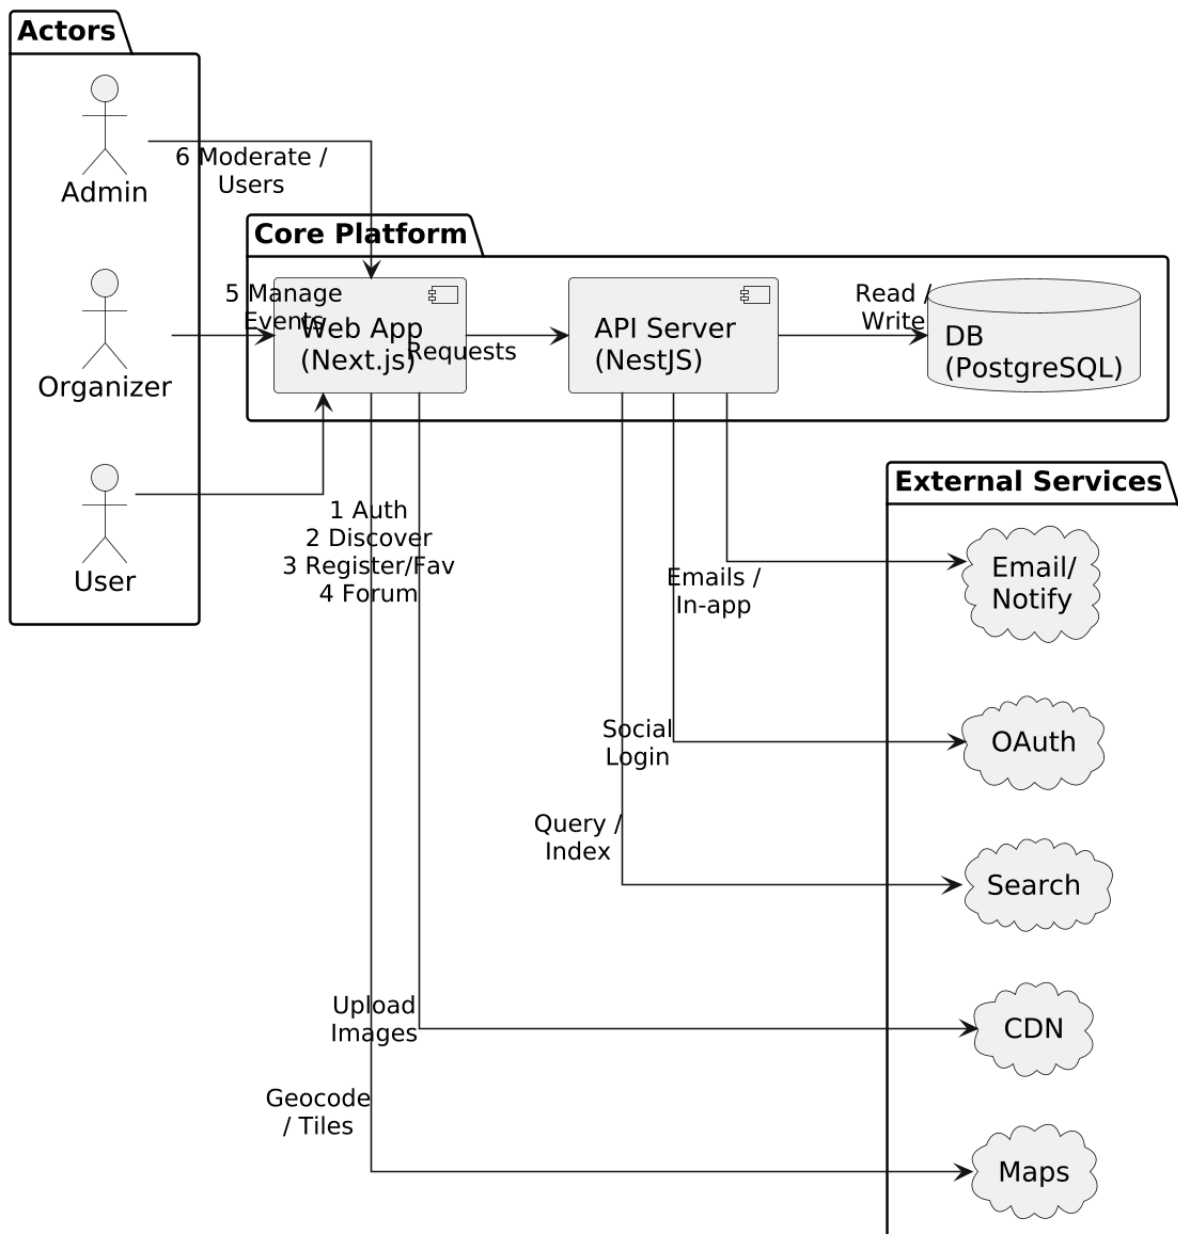 Actors
Admin
6 Moderate /
Users
Core Platform
Organizer
5 Manage
Events
Web App
(Next.js)
Requests
API Server
(NestJS)
Read /
Write
DB
(PostgreSQL)
User
1 Auth
2 Discover
3 Register/Fav
4 Forum
External Services
Emails /
In-app
Email/
Notify
Social
Login
OAuth
Query /
Index
Search
Upload
Images
CDN
Geocode
/ Tiles
Maps